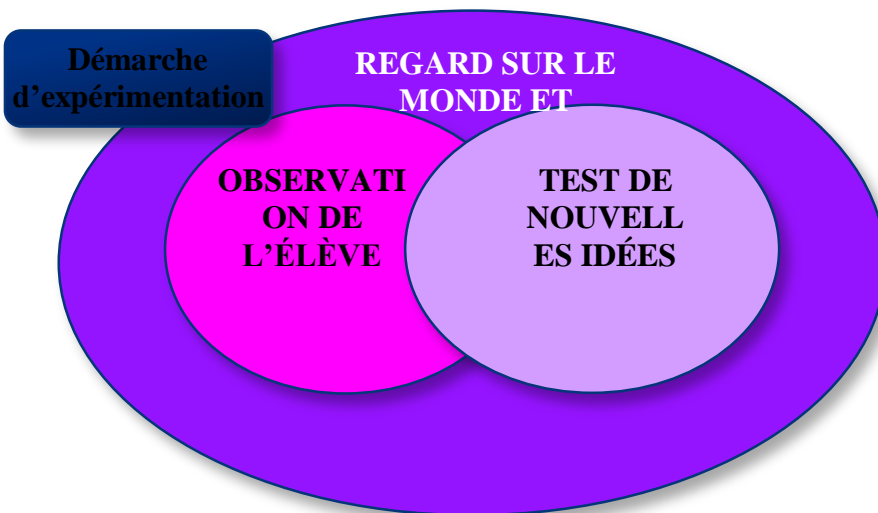 Démarche
d’expérimentation
REGARD SUR LE
MONDE ET
OBSERVATI
ON DE
L’ÉLÈVE
TEST DE
NOUVELL
ES IDÉES